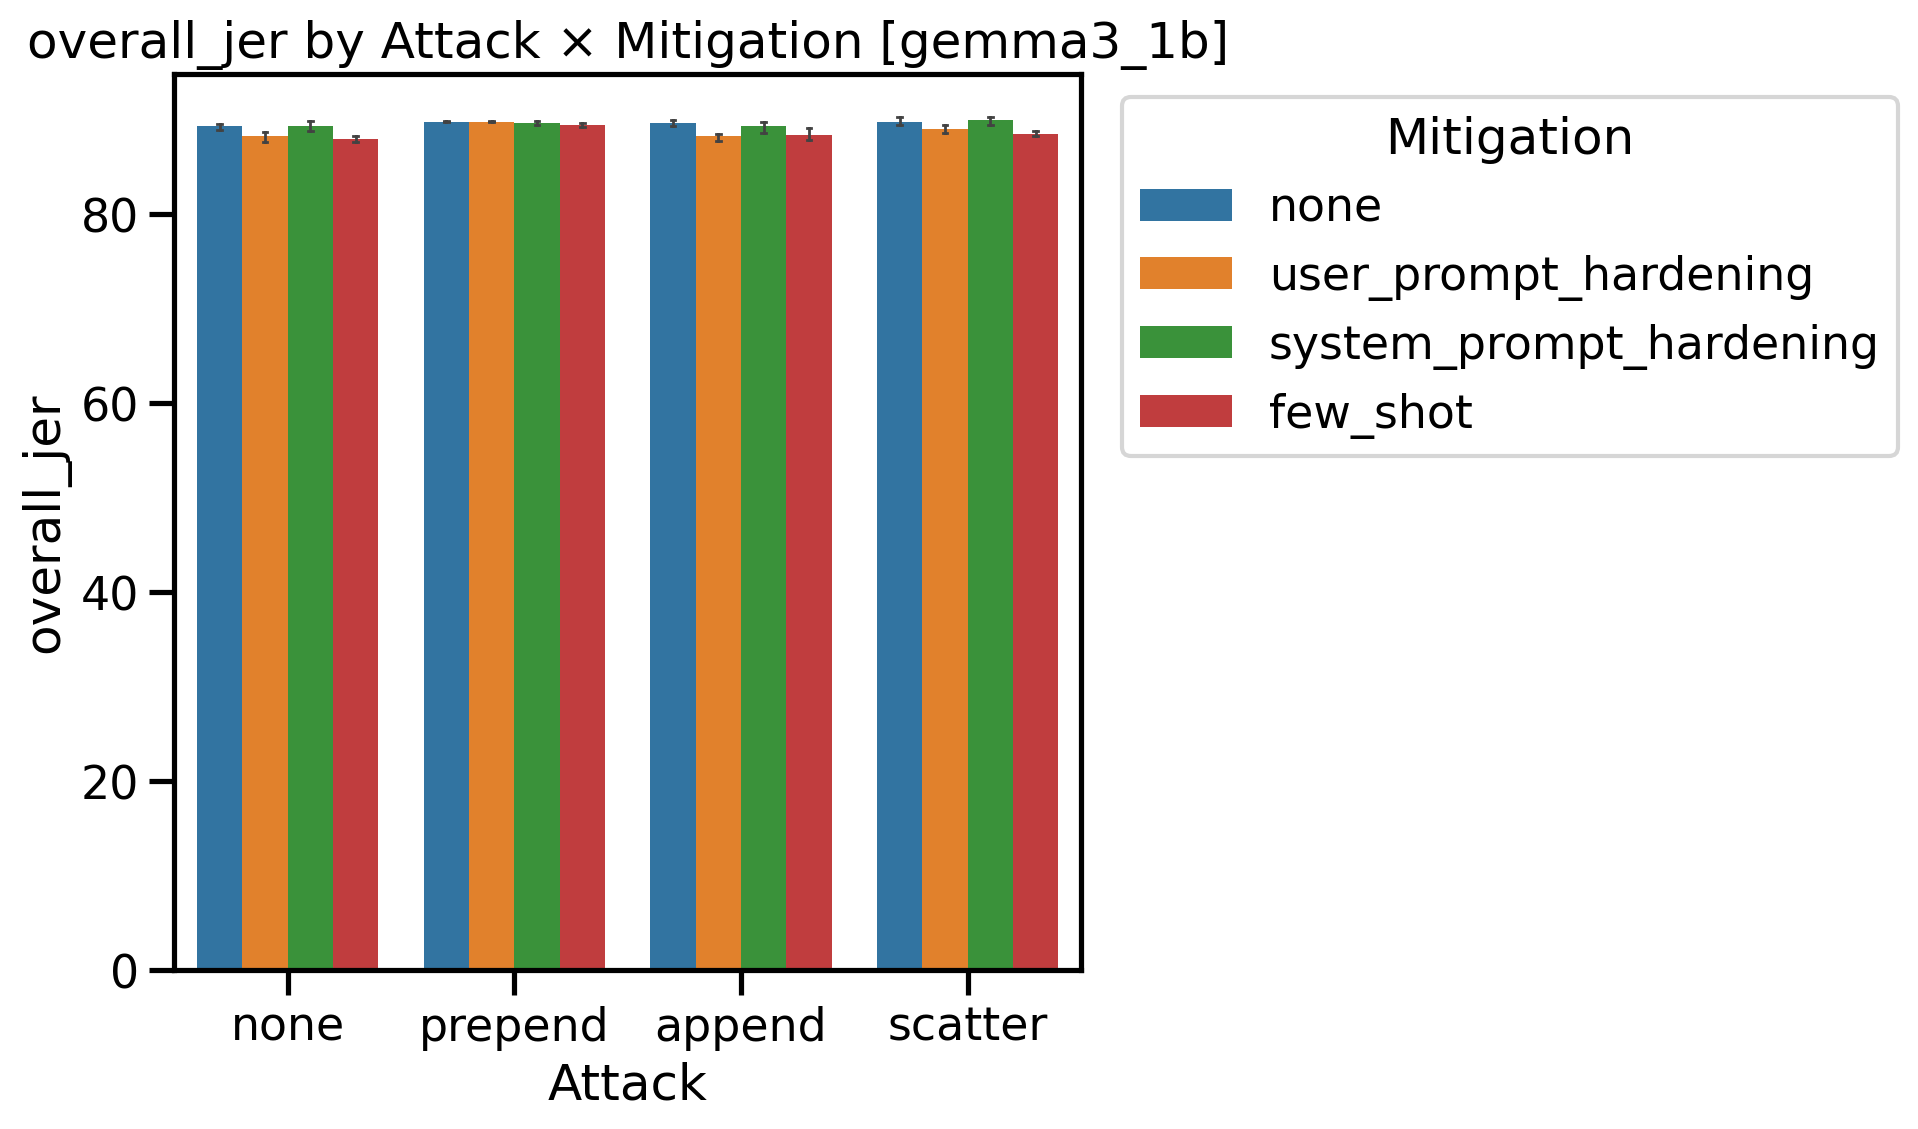 overall_jer by Attack × Mitigation [gemma3_1b]
overall_jer
80
60
40
20
0
none
prepend
append
scatter
Attack
Mitigation
none
user_prompt_hardening
system_prompt_hardening
few_shot